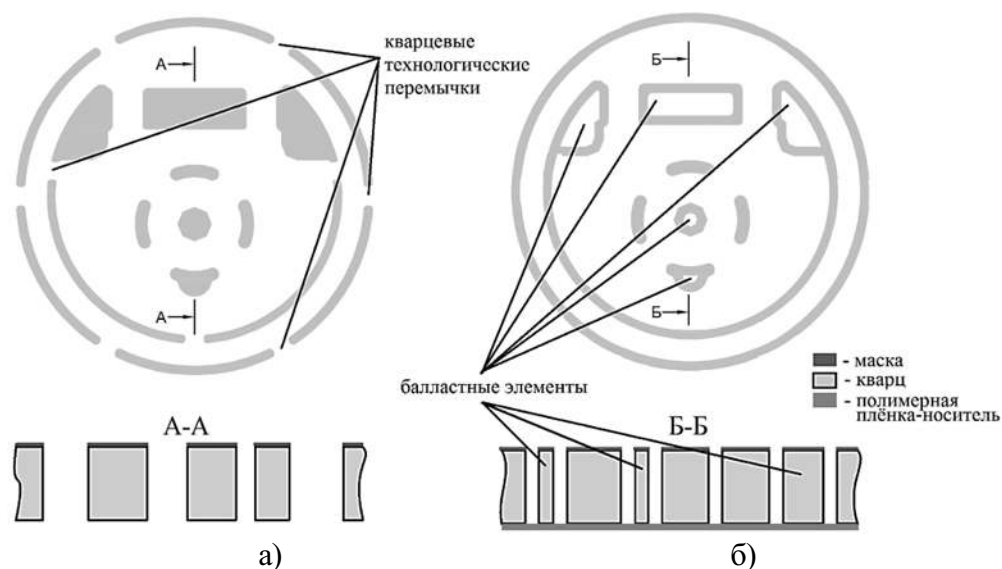 А
кварцевые
технологические
перемычки
А
Б
Б
балластные элементы
- маска
- кварц
- полимерная
плёнка-носитель
А-А
Б-Б
а)
б)